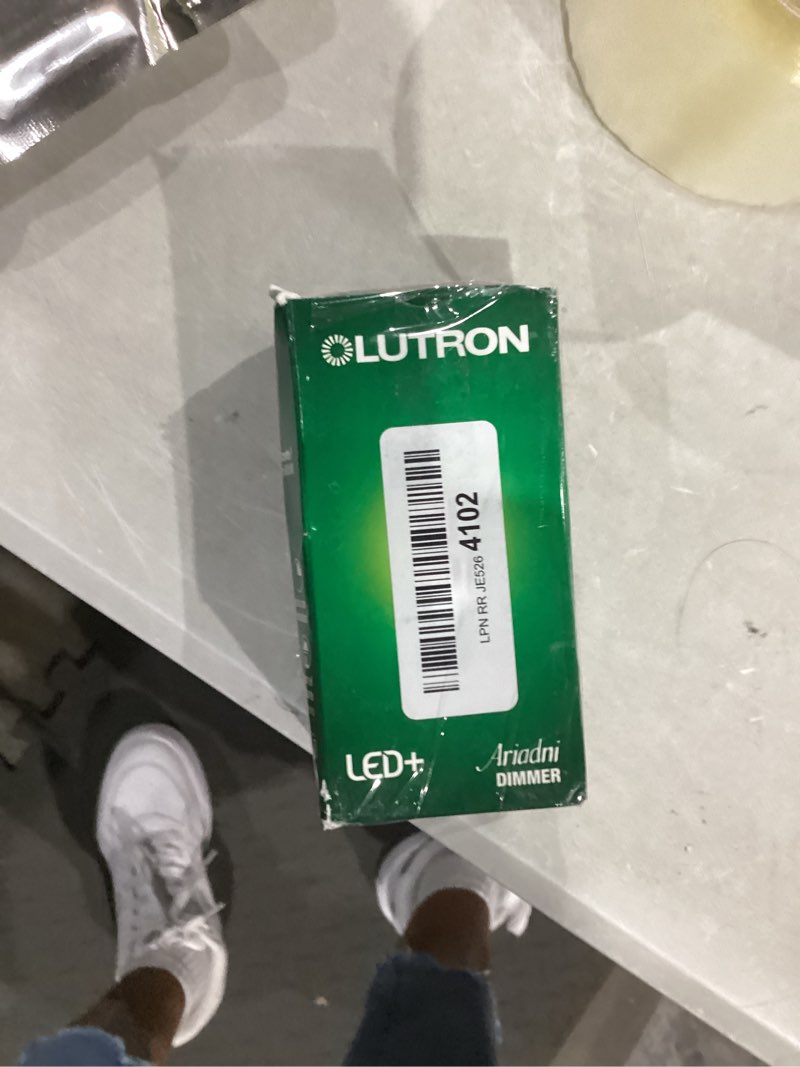 LUTRON
LPN RR JE526 4102
LED+
Ariadni
DIMMER